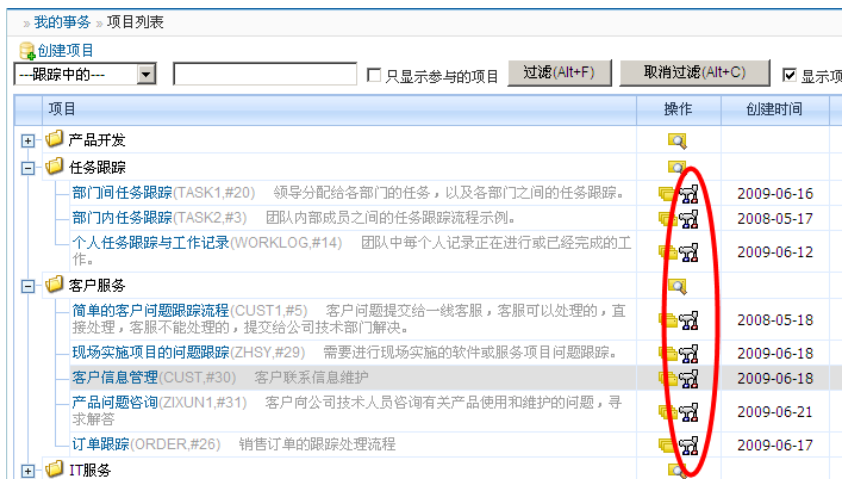 » 我的事务 » 项目列表
创建项目
---跟踪中的--- 只显示参与的项目 过滤(Alt+F) 取消过滤(Alt+C) 显示项
项目 操作 创建时间
产品开发
任务跟踪
部门间任务跟踪(TASK1,#20) 领导分配给各部门的任务，以及各部门之间的任务跟踪。 2009-06-16
部门内任务跟踪(TASK2,#3) 团队内部成员之间的任务跟踪流程示例。 2008-05-17
个人任务跟踪与工作记录(WORKLOG,#14) 团队中每个人记录正在进行或已经完成的工
作。 2009-06-12
客户服务
简单的客户问题跟踪流程(CUST1,#5) 客户问题提交给一线客服，客服可以处理的，直
接处理，客服不能处理的，提交给公司技术部门解决。 2008-05-18
现场实施项目的问题跟踪(ZHSY,#29) 需要进行现场实施的软件或服务项目问题跟踪。 2009-06-18
客户信息管理(CUST,#30) 客户联系信息维护 2009-06-18
产品问题咨询(ZIXUN1,#31) 客户向公司技术人员咨询有关产品使用和维护的问题，寻
求解答 2009-06-21
订单跟踪(ORDER,#26) 销售订单的跟踪处理流程 2009-06-17
IT服务